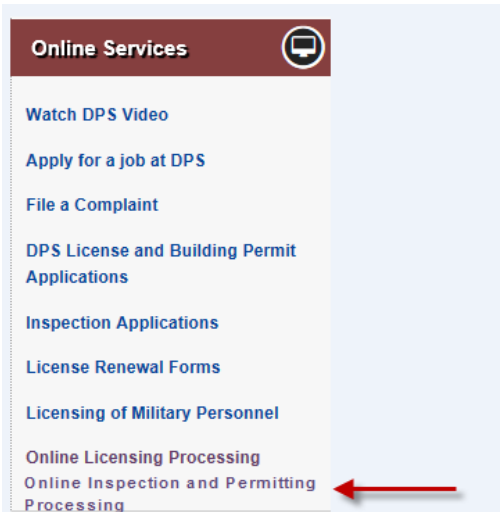 Online Services
Watch DPS Video
Apply for a job at DPS
File a Complaint
DPS License and Building Permit
Applications
Inspection Applications
License Renewal Forms
Licensing of Military Personnel
Online Licensing Processing
Online Inspection and Permitting
Processing